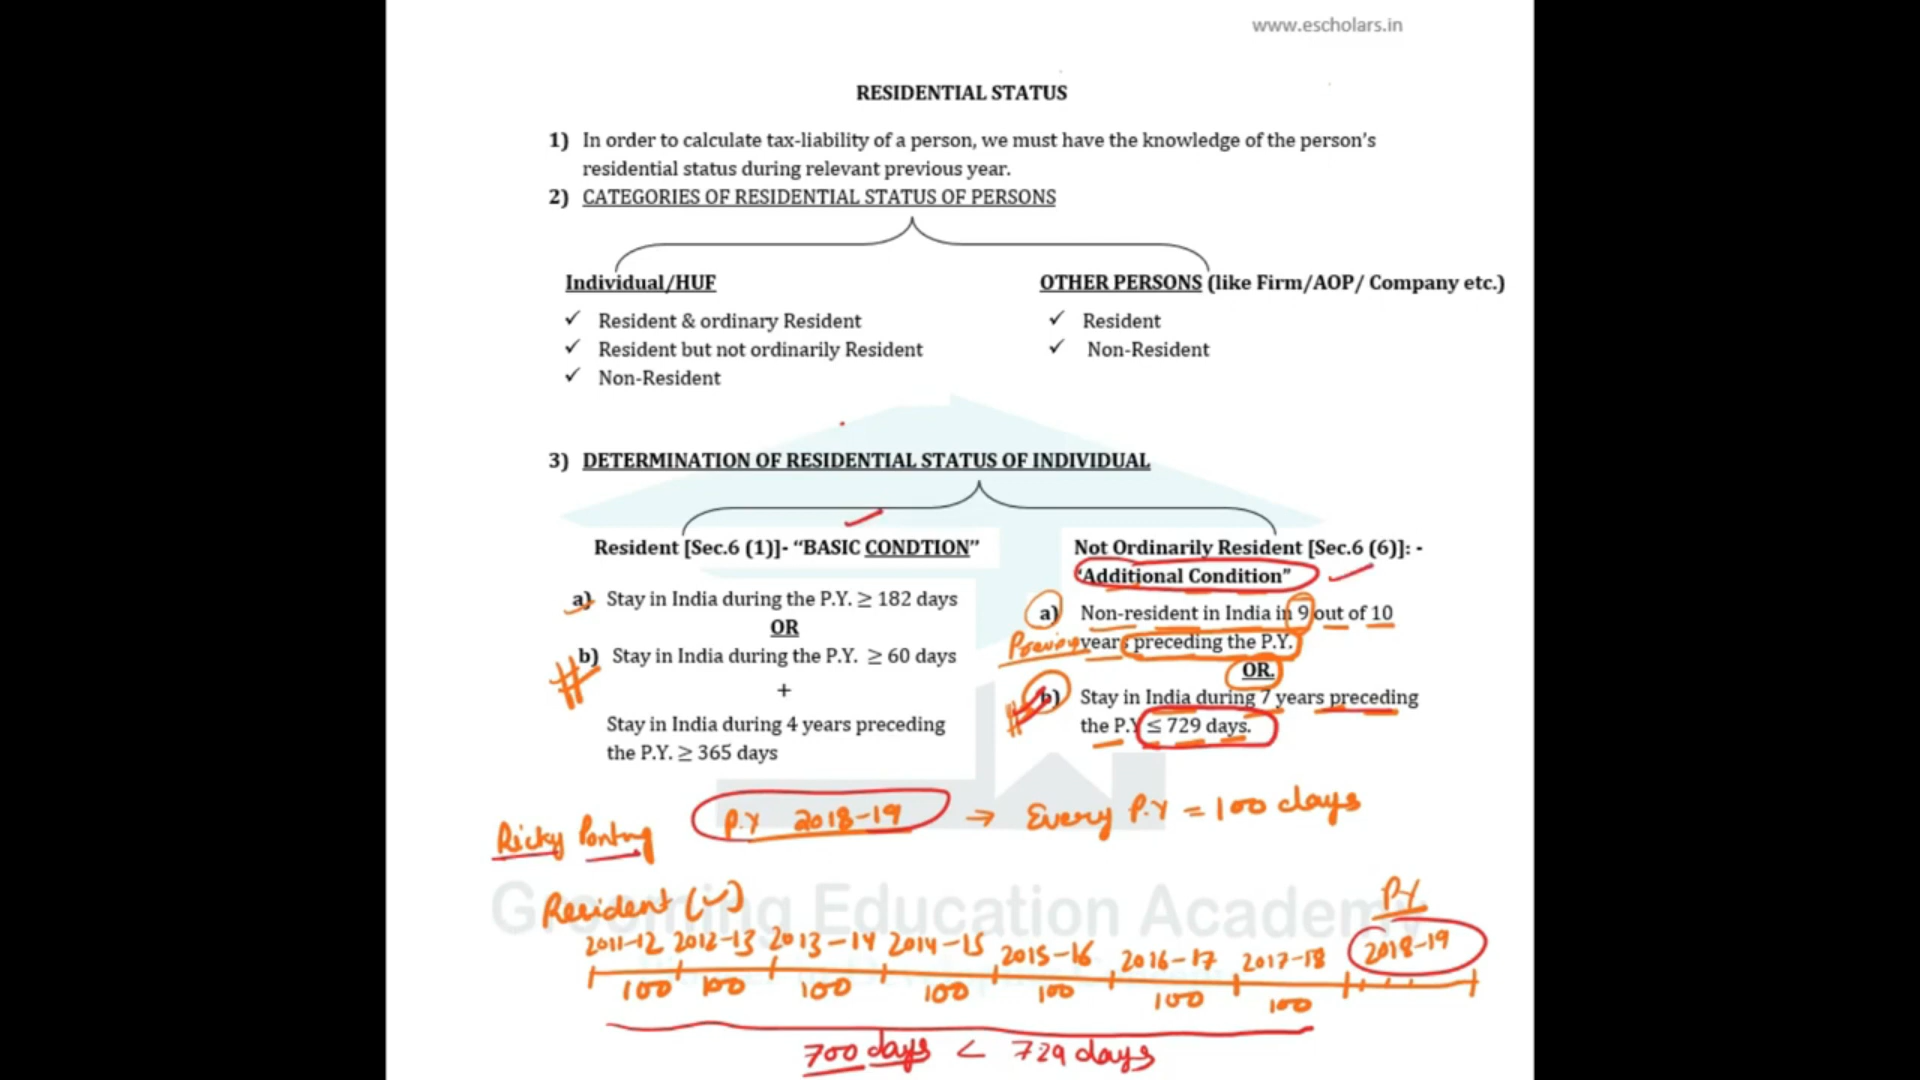 www.escholars.in
RESIDENTIAL STATUS
1) In order to calculate tax-liability of a person, we must have the knowledge of the person's
residential status during relevant previous year.
2) CATEGORIES OF RESIDENTIAL STATUS OF PERSONS
Individual/HUF
✓ Resident & ordinary Resident
✓ Resident but not ordinarily Resident
✓ Non-Resident
OTHER PERSONS (like Firm/AOP/ Company etc.)
✓ Resident
✓ Non-Resident
3) DETERMINATION OF RESIDENTIAL STATUS OF INDIVIDUAL
Resident [Sec.6 (1)]- “BASIC CONDTION”
a) Stay in India during the P.Y. ≥ 182 days
OR
b) Stay in India during the P.Y. ≥ 60 days
+
Stay in India during 4 years preceding
the P.Y. ≥ 365 days
Not Ordinarily Resident [Sec.6 (6)]: -
“Additional Condition”
a) Non-resident in India in 9 out of 10
years preceding the P.Y.
OR.
b) Stay in India during 7 years preceding
the P.Y ≤ 729 days.
Ricky Ponting
P.Y 2018-19 → Every P.Y = 100 days
Education Academy
Resident (✓)
P.Y
2011-12 2012-13 2013-14 2014-15 2015-16 2016-17 2017-18 2018-19
100 100 100 100 100 100 100
700 days < 729 days